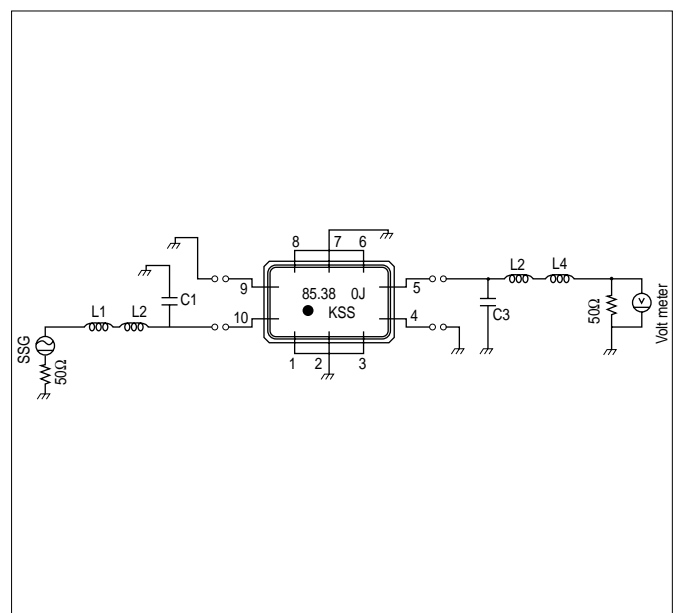 8 7 6
9
85.38 0J
KSS
10
5
4
1 2 3
C1
L1 L2
SSG
50Ω
L2 L4
C3
50Ω
V
Volt meter